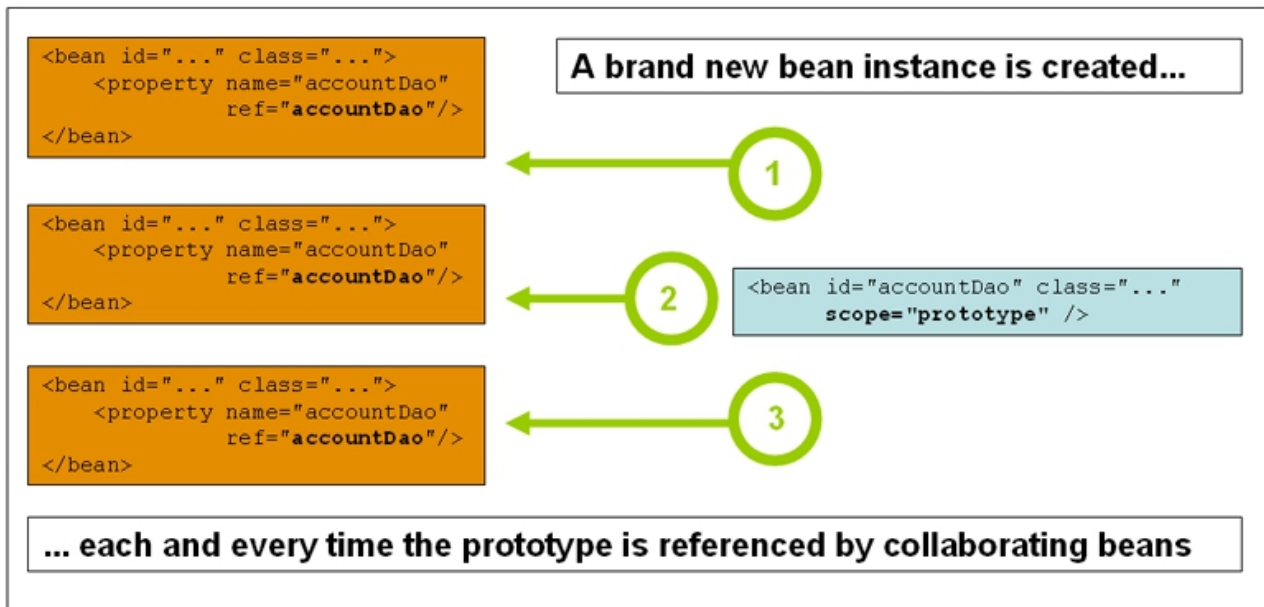 <bean id="..." class="...">
    <property name="accountDao"
              ref="accountDao"/>
</bean>
A brand new bean instance is created...
1
<bean id="..." class="...">
    <property name="accountDao"
              ref="accountDao"/>
</bean>
2
<bean id="accountDao" class="..."
      scope="prototype" />
<bean id="..." class="...">
    <property name="accountDao"
              ref="accountDao"/>
</bean>
3
... each and every time the prototype is referenced by collaborating beans